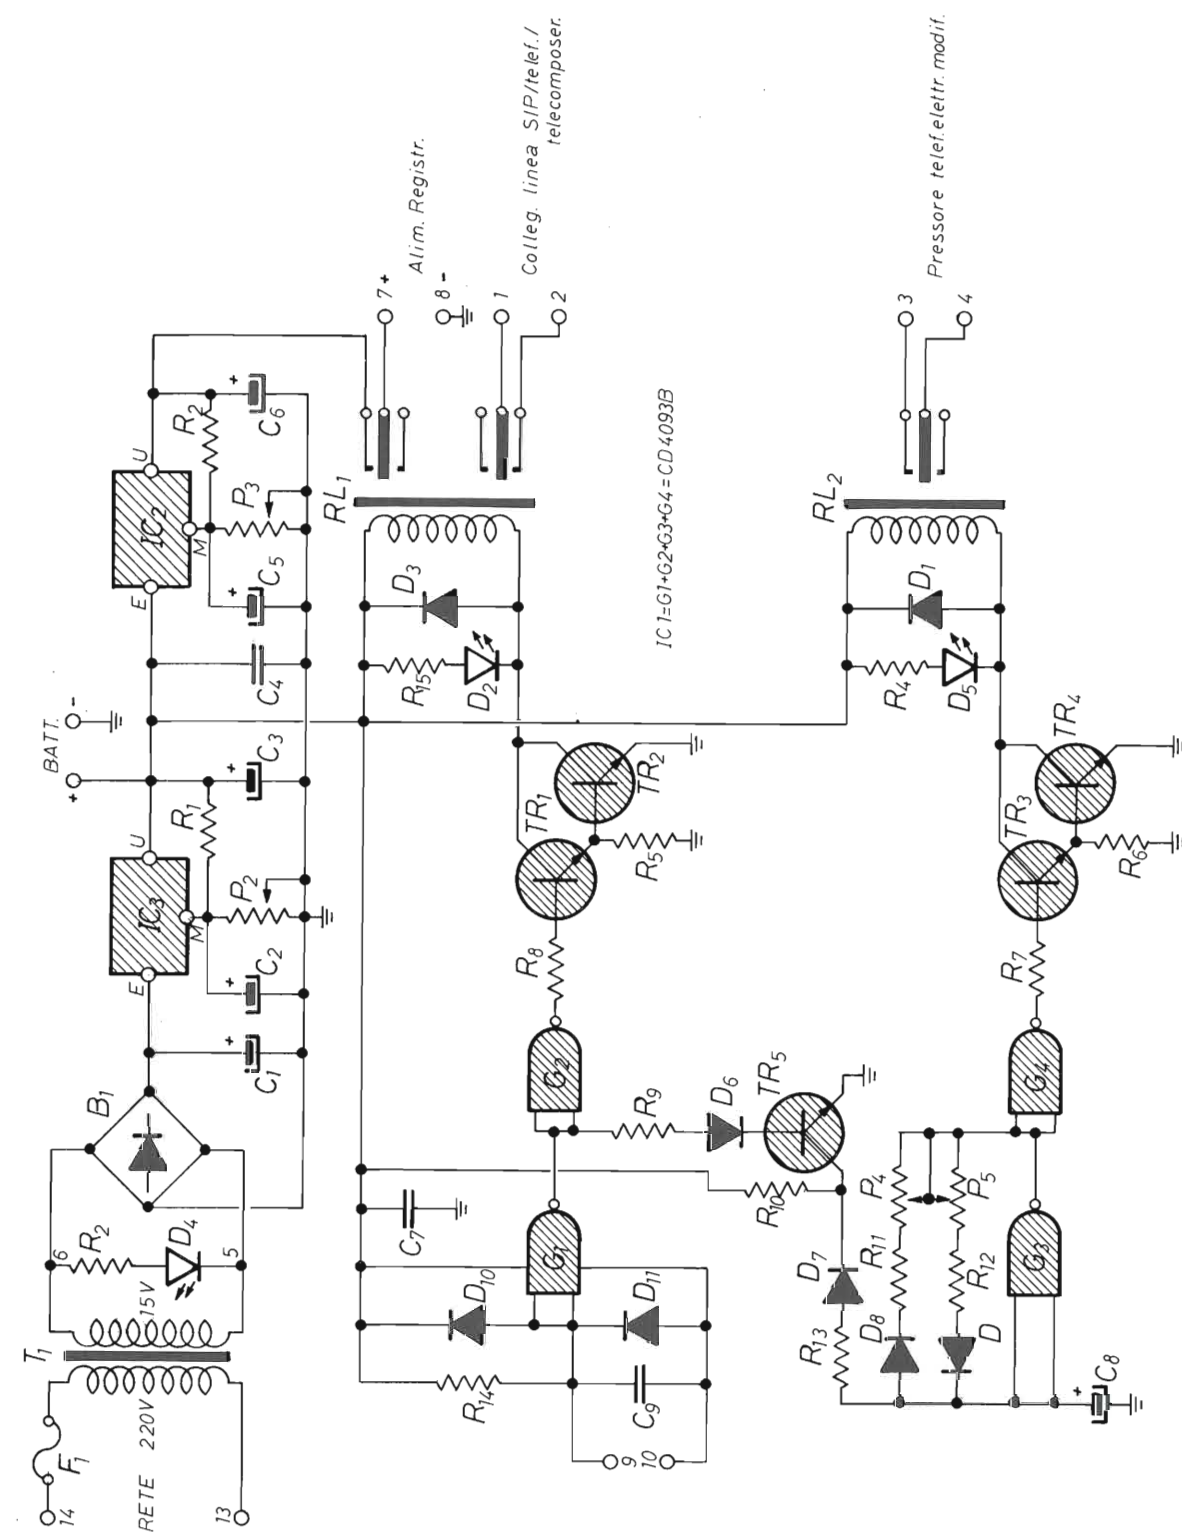 14
F1
RETE 220V
13
T1
15V
6
5
R2
D4
B1
C1
E
IC3
U
M
C2
P2
R1
C3
BATT.
+
-
C4
E
IC2
U
M
C5
P3
R2
C6
RL1
7 +
8 -
Alim. Registr.
1
2
Colleg. linea SIP/telef./
telecomposer.
D3
R15
D2
IC1=G1+G2+G3+G4=CD4093B
TR1
TR2
R5
R8
G2
R9
D6
TR5
R10
C7
G1
D10
D11
R14
C9
9
10
RL2
3
4
Pressore telef. elettr. modif.
D1
R4
D5
TR3
TR4
R6
R7
G4
P4
P5
R11
R12
G3
D7
R13
D8
D
C8
+